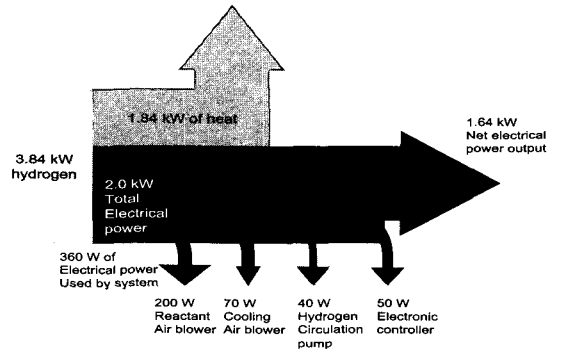 1.84 kW of heat
1.64 kW
Net electrical
power output
3.84 kW
hydrogen
2.0 kW
Total
Electrical
power
360 W of
Electrical power
Used by system
200 W
Reactant
Air blower
70 W
Cooling
Air blower
40 W
Hydrogen
Circulation
pump
50 W
Electronic
controller